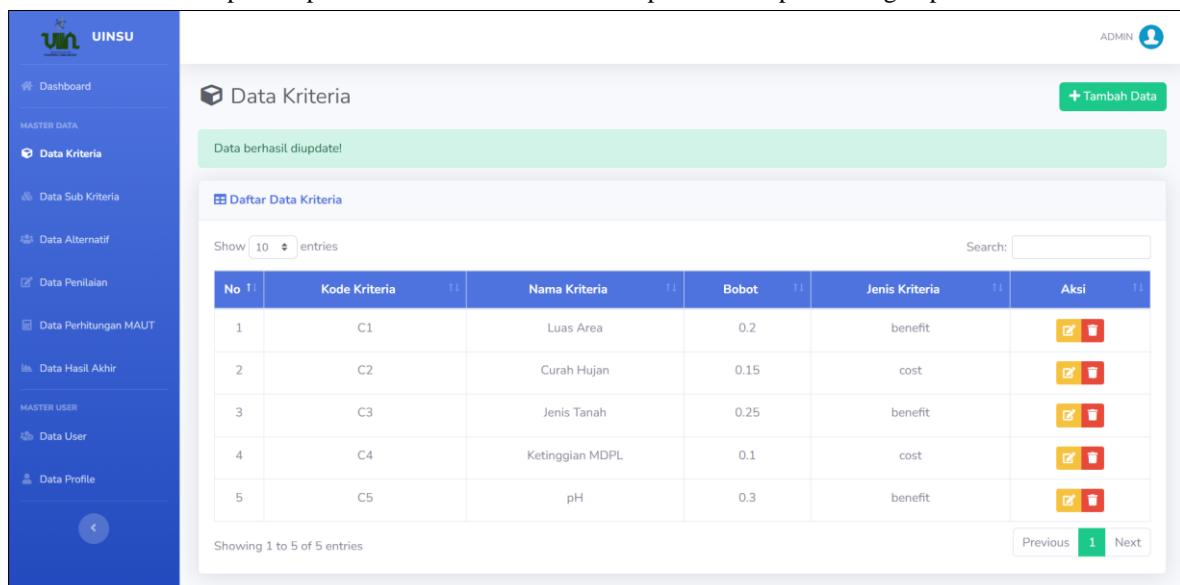 UINSU
ADMIN
Dashboard
MASTER DATA
Data Kriteria
Data Sub Kriteria
Data Alternatif
Data Penilaian
Data Perhitungan MAUT
Data Hasil Akhir
MASTER USER
Data User
Data Profile
Data Kriteria
+ Tambah Data
Data berhasil diupdate!
Daftar Data Kriteria
Show 10 entries Search:
No Kode Kriteria Nama Kriteria Bobot Jenis Kriteria Aksi
1 C1 Luas Area 0.2 benefit
2 C2 Curah Hujan 0.15 cost
3 C3 Jenis Tanah 0.25 benefit
4 C4 Ketinggian MDPL 0.1 cost
5 C5 pH 0.3 benefit
Showing 1 to 5 of 5 entries Previous 1 Next